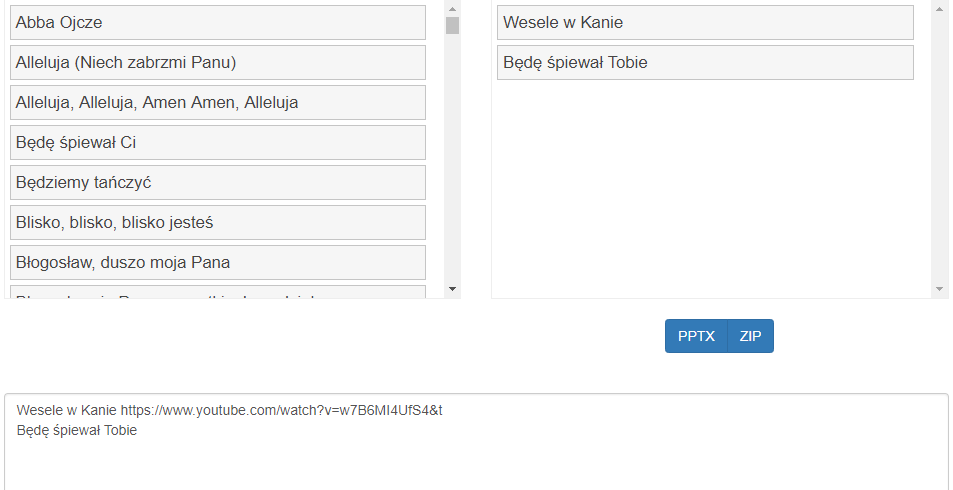 Abba Ojcze
Alleluja (Niech zabrzmi Panu)
Alleluja, Alleluja, Amen Amen, Alleluja
Będę śpiewał Ci
Będziemy tańczyć
Blisko, blisko, blisko jesteś
Błogosław, duszo moja Pana
Wesele w Kanie
Będę śpiewał Tobie
PPTX ZIP
Wesele w Kanie https://www.youtube.com/watch?v=w7B6MI4UfS4&t
Będę śpiewał Tobie